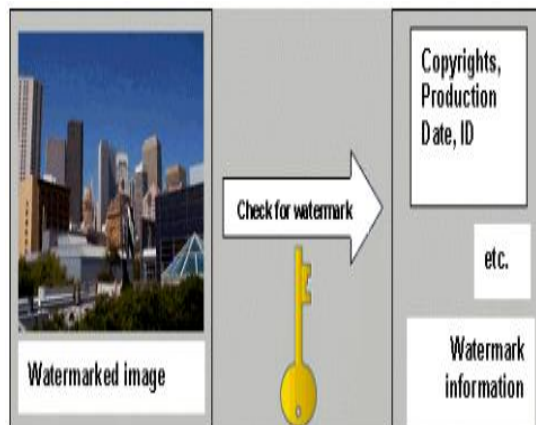 Copyrights,
Production
Date, ID
Check for watermark
etc.
Watermarked image
Watermark
information